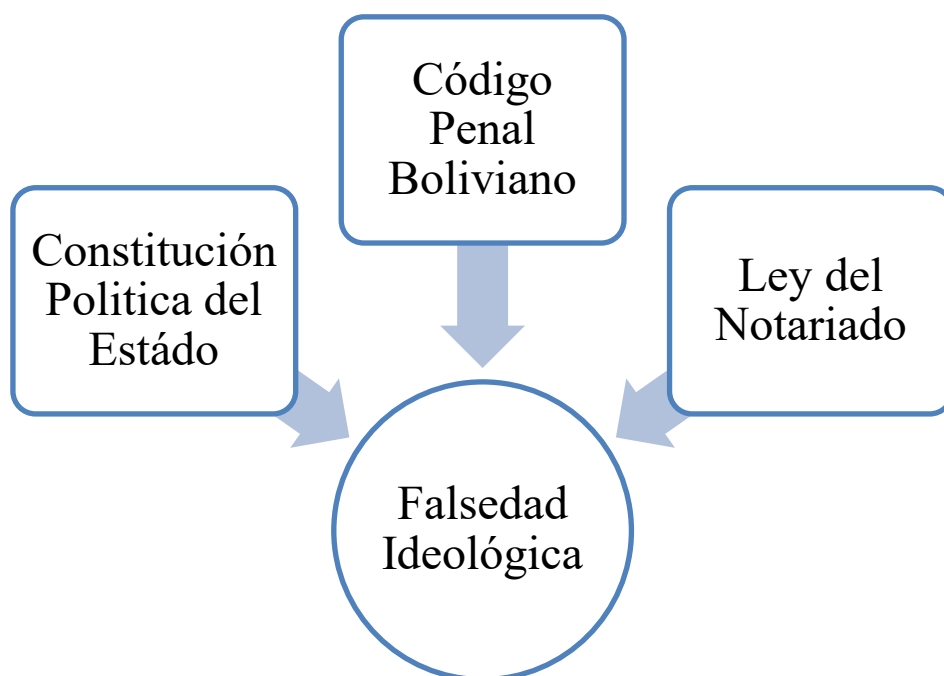 Constitución
Politica del
Estádo
Código
Penal
Boliviano
Ley del
Notariado
Falsedad
Ideológica